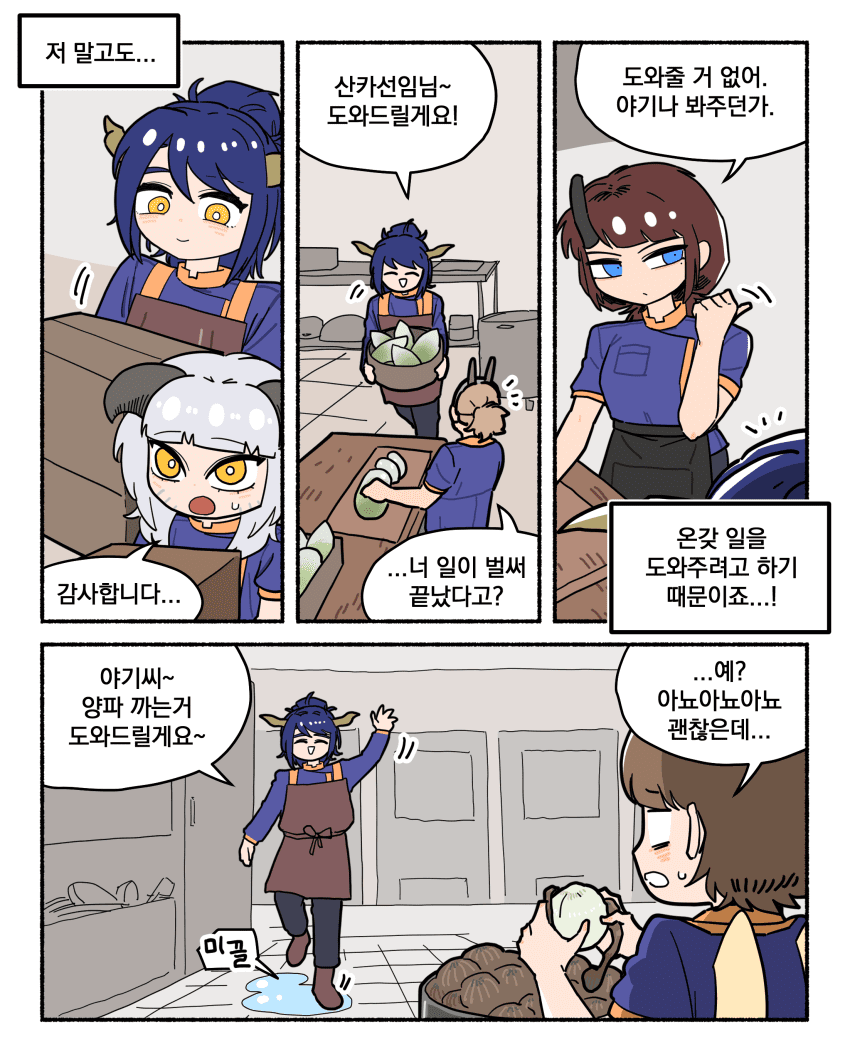 저 말고도...
감사합니다...
산카선임님~
도와드릴게요!
...너 일이 벌써
끝났다고?
도와줄 거 없어.
야기나 봐주던가.
온갖 일을
도와주려고 하기
때문이죠...!
야기씨~
양파 까는거
도와드릴게요~
미끌
...예?
아뇨아뇨아뇨
괜찮은데...